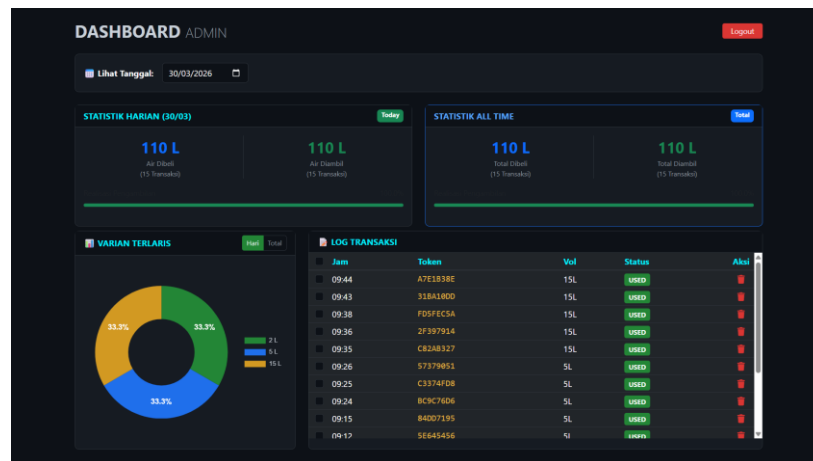 DASHBOARD ADMIN
Logout
Lihat Tanggal: 30/03/2026
STATISTIK HARIAN (30/03)
Today
110 L
Air Dibeli
(15 Transaksi)
110 L
Air Diambil
(15 Transaksi)
STATISTIK ALL TIME
Total
110 L
Total Dibeli
(15 Transaksi)
110 L
Total Diambil
(15 Transaksi)
VARIAN TERLARIS
Hari Total
33.3%
33.3%
33.3%
2 L
5 L
15 L
LOG TRANSAKSI
Jam Token Vol Status Aksi
09:44 A7E1B38E 15L USED
09:43 31BA10DD 15L USED
09:38 FD5FEC5A 15L USED
09:36 2F397914 15L USED
09:35 C82AB327 15L USED
09:26 57379051 5L USED
09:25 C3374FD8 5L USED
09:24 BC9C76D6 5L USED
09:15 84DD7195 5L USED
09:12 5E645456 5L USED